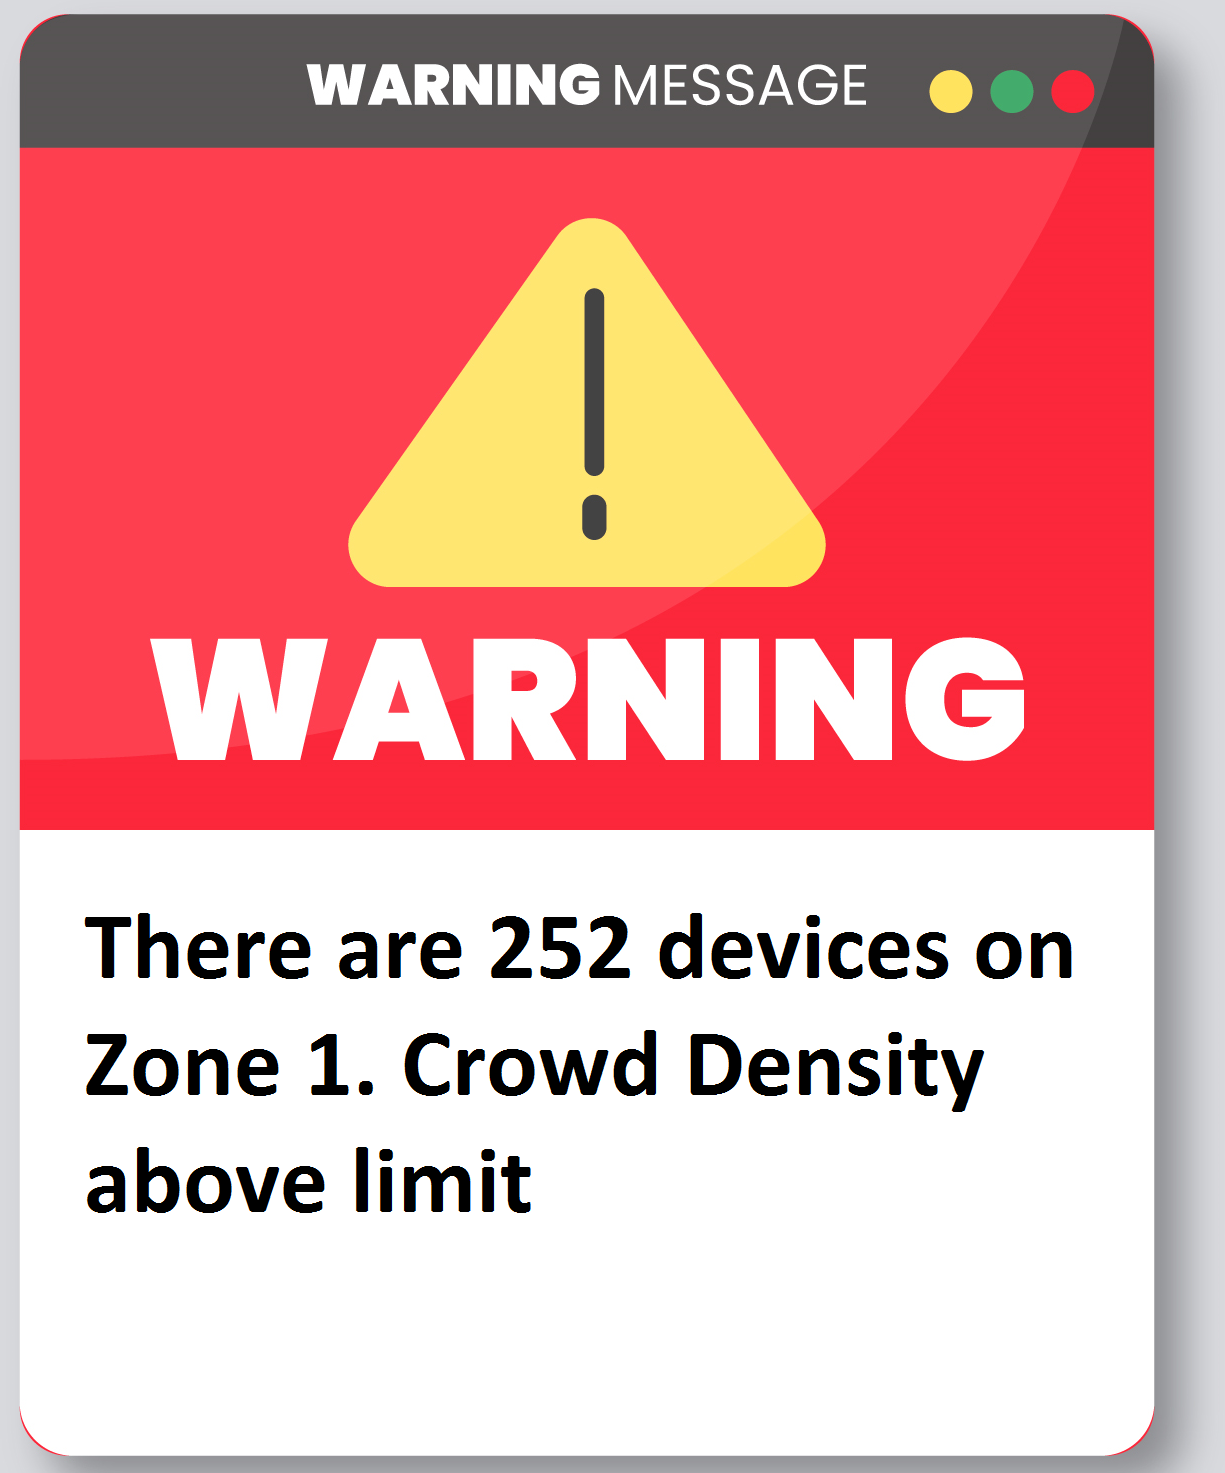 WARNING MESSAGE
WARNING
There are 252 devices on
Zone 1. Crowd Density
above limit